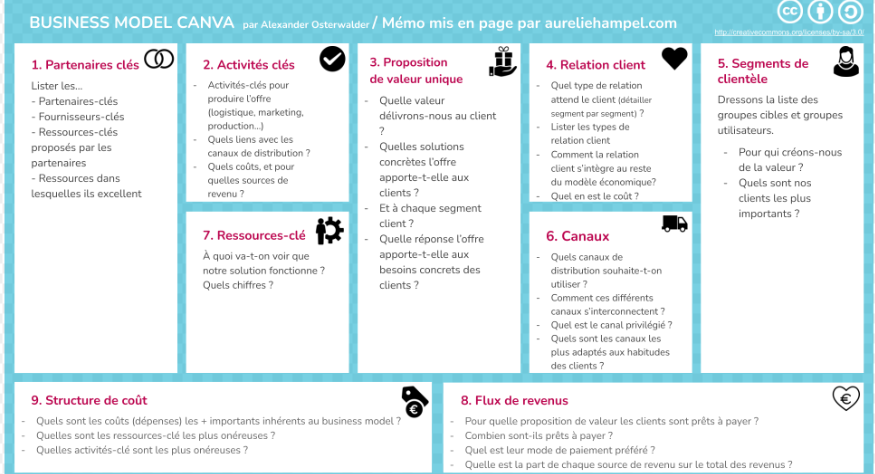 BUSINESS MODEL CANVA par Alexander Osterwalder / Mémo mis en page par aureliehampel.com
http://creativecommons.org/licenses/by-sa/3.0/
1. Partenaires clés
Lister les...
- Partenaires-clés
- Fournisseurs-clés
- Ressources-clés
proposés par les
partenaires
- Ressources dans
lesquelles ils excellent
2. Activités clés
- Activités-clés pour
produire l'offre
(logistique, marketing,
production...)
- Quels liens avec les
canaux de distribution ?
- Quels coûts, et pour
quelles sources de
revenu ?
7. Ressources-clé
À quoi va-t-on voir que
notre solution fonctionne ?
Quels chiffres ?
3. Proposition
de valeur unique
- Quelle valeur
délivrons-nous au client
?
- Quelles solutions
concrètes l'offre
apporte-t-elle aux
clients ?
- Et à chaque segment
client ?
- Quelle réponse l'offre
apporte-t-elle aux
besoins concrets des
clients ?
4. Relation client
- Quel type de relation
attend le client (détailler
segment par segment) ?
- Lister les types de
relation client
- Comment la relation
client s'intègre au reste
du modèle économique?
- Quel en est le coût ?
6. Canaux
- Quels canaux de
distribution souhaite-t-on
utiliser ?
- Comment ces différents
canaux s'interconnectent ?
- Quel est le canal privilégié ?
- Quels sont les canaux les
plus adaptés aux habitudes
des clients ?
5. Segments de
clientèle
Dressons la liste des
groupes cibles et groupes
utilisateurs.
- Pour qui créons-nous
de la valeur ?
- Quels sont nos
clients les plus
importants ?
9. Structure de coût
- Quels sont les coûts (dépenses) les + importants inhérents au business model ?
- Quelles sont les ressources-clé les plus onéreuses ?
- Quelles activités-clé sont les plus onéreuses ?
8. Flux de revenus
- Pour quelle proposition de valeur les clients sont prêts à payer ?
- Combien sont-ils prêts à payer ?
- Quel est leur mode de paiement préféré ?
- Quelle est la part de chaque source de revenu sur le total des revenus ?